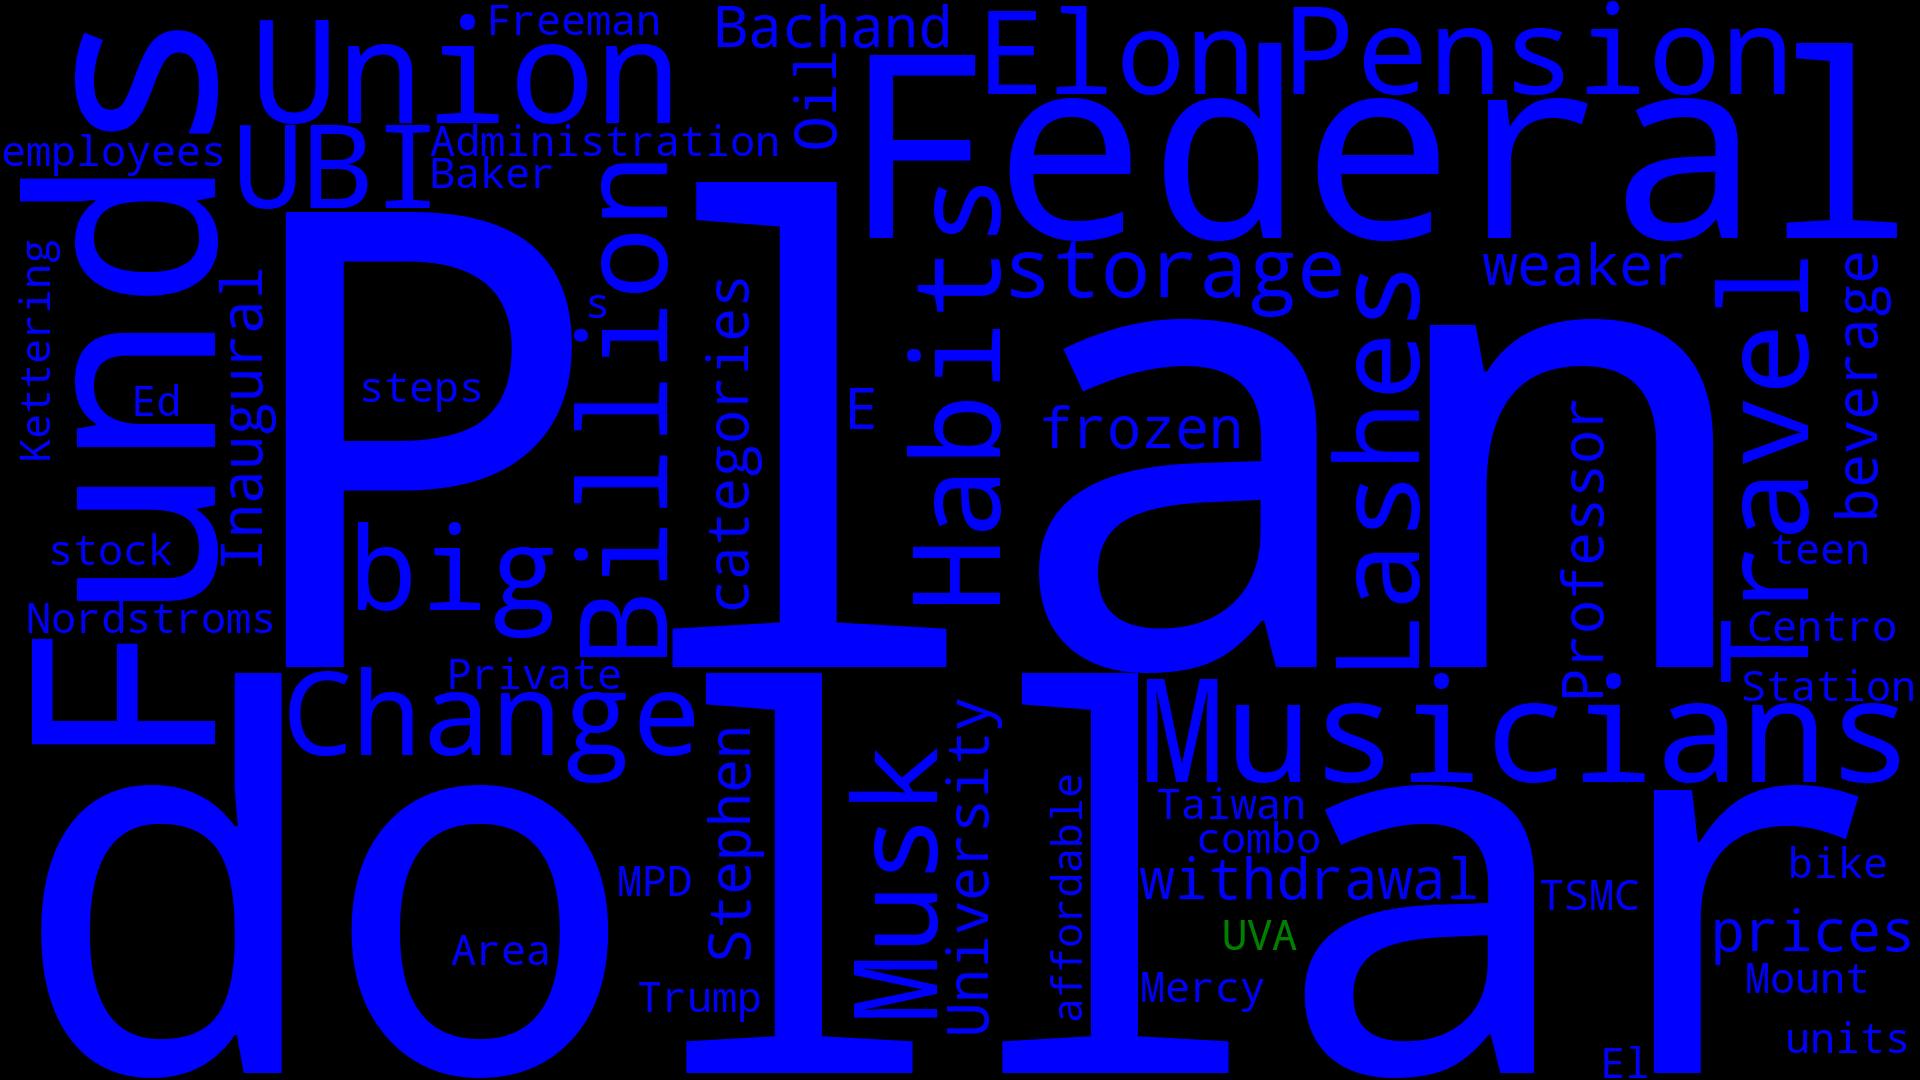 Freeman
Bachand
Elon
Pension
Union
Oil
Federal
Funds
employees
UBI
Administration
Baker
Billion
Plan
Habits
storage
weaker
Kettering
Inaugural
s
categories
Lashes
Travel
beverage
Ed
steps
E
frozen
Professor
stock
big
teen
Nordstroms
Centro
Private
Station
Change
Musicians
dollar
Stephen
Musk
University
affordable
Taiwan
combo
bike
MPD
withdrawal
TSMC
Area
UVA
prices
Trump
Mercy
Mount
units
El